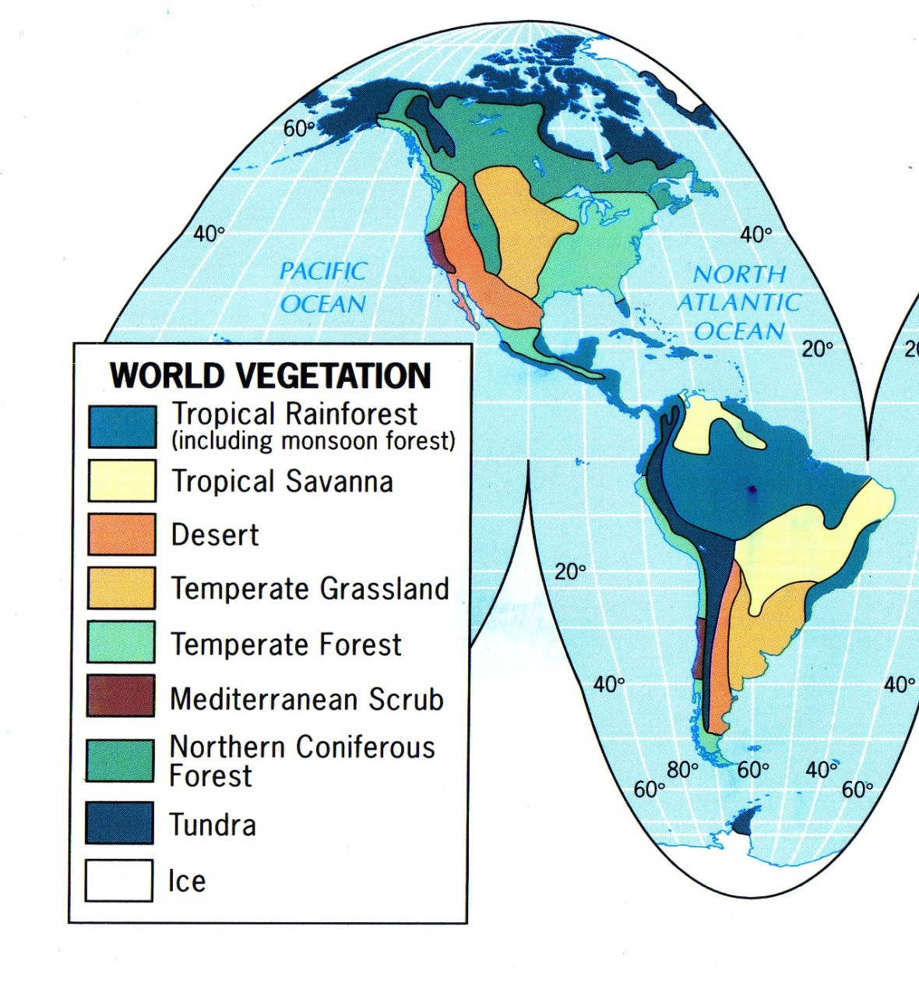 60°
40°
40°
PACIFIC
OCEAN
NORTH
ATLANTIC
OCEAN
20°
WORLD VEGETATION
Tropical Rainforest
(including monsoon forest)
Tropical Savanna
Desert
Temperate Grassland
Temperate Forest
Mediterranean Scrub
Northern Coniferous
Forest
Tundra
Ice
20°
40°
40°
80°
60°
40°
60°
60°